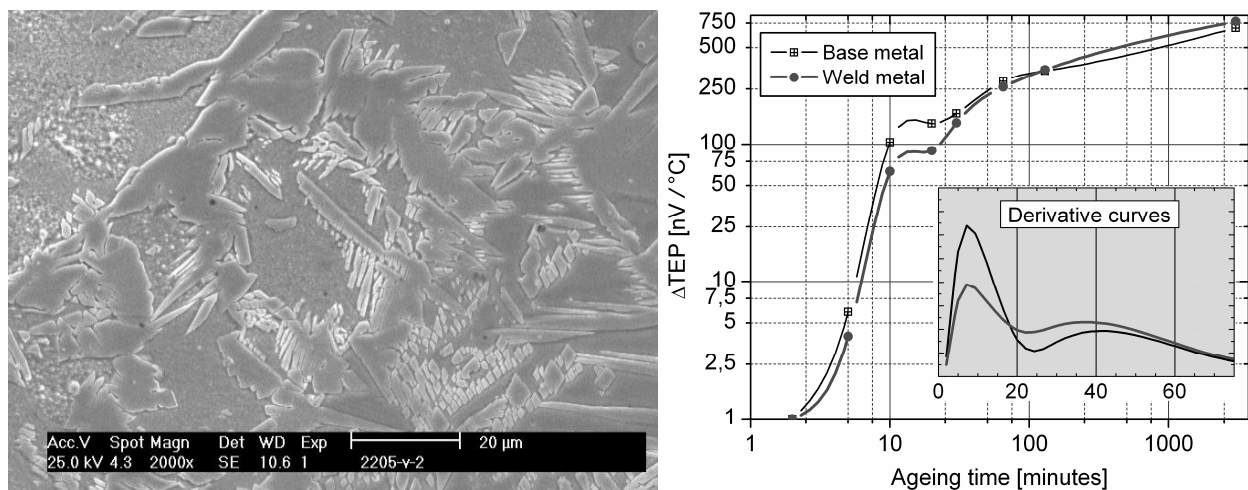 Acc.V Spot Magn Det WD Exp 20 µm
25.0 kV 4.3 2000x SE 10.6 1 2205-v-2
750
500
250
100
75
50
25
10
7,5
5
2,5
1
ΔTEP [nV / °C]
Base metal
Weld metal
Derivative curves
0 20 40 60
1 10 100 1000
Ageing time [minutes]